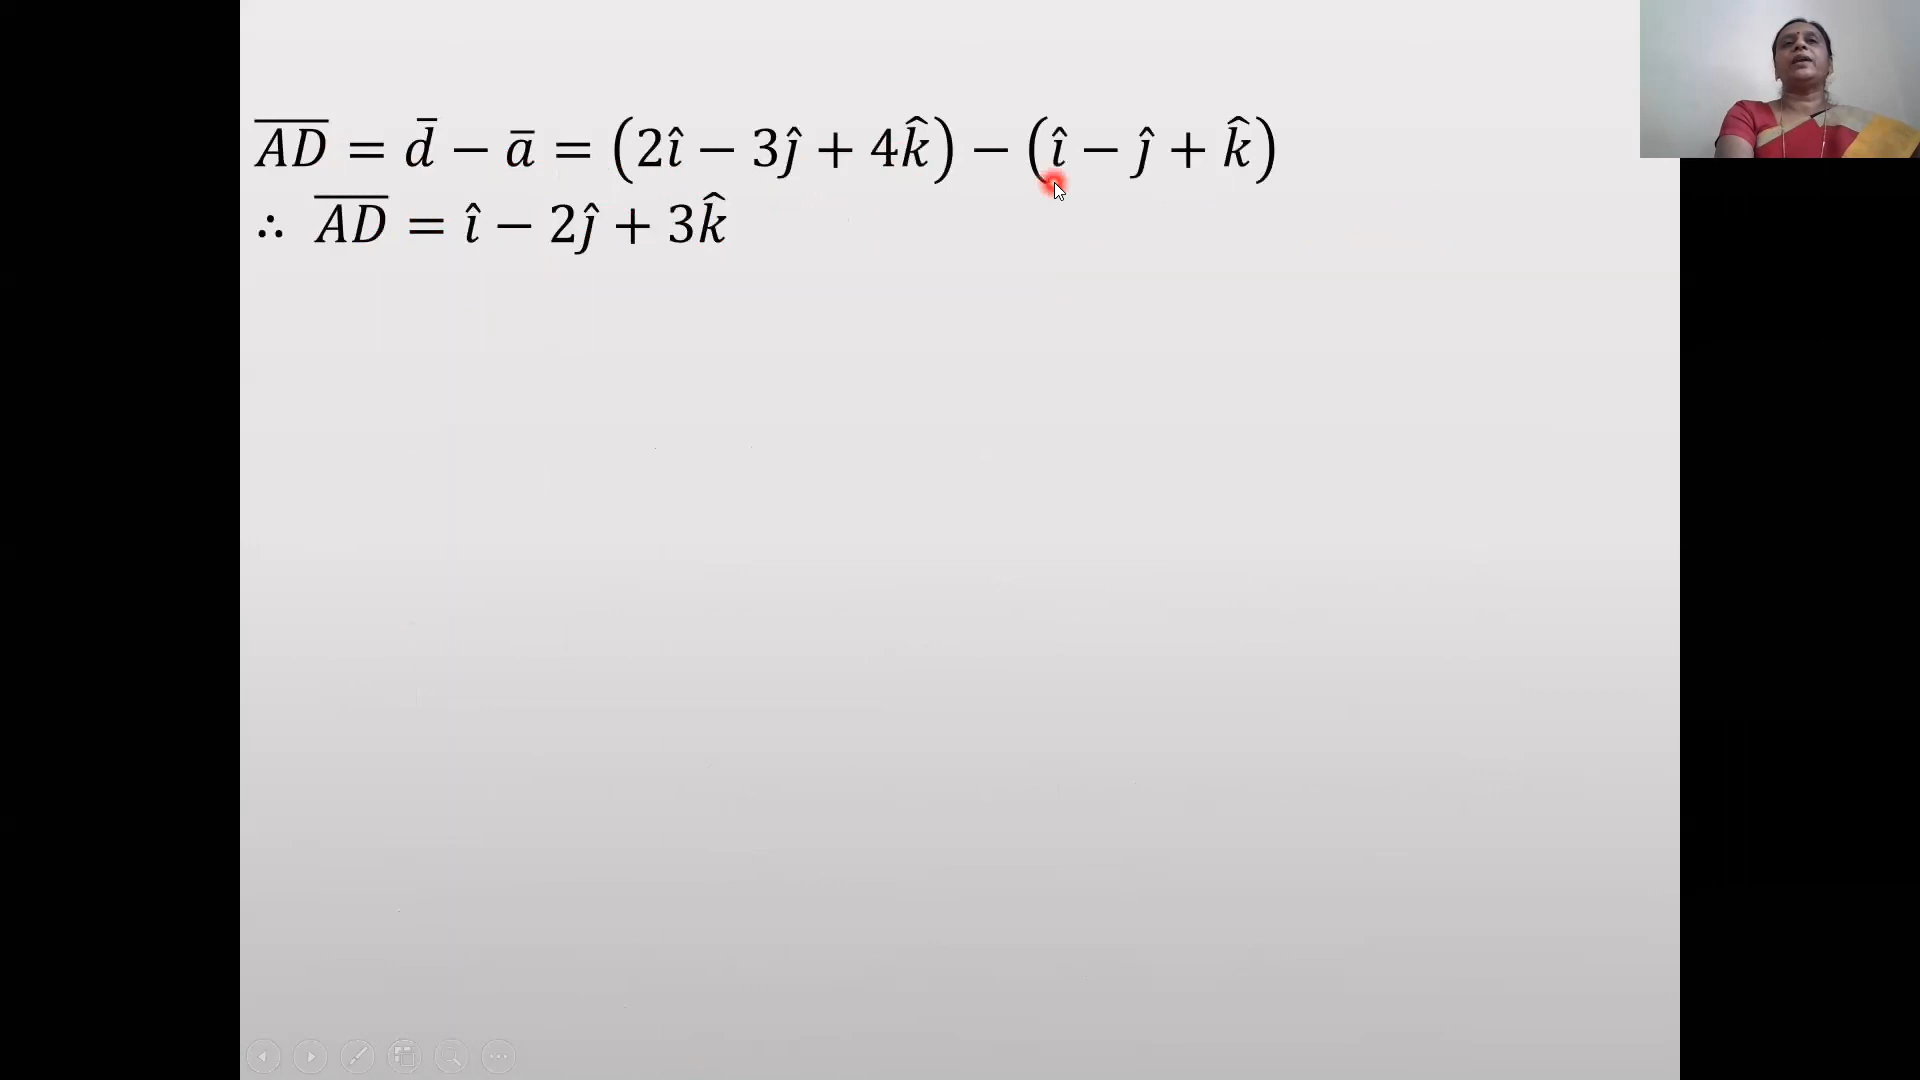 $\overline{AD} = \bar{d} - \bar{a} = (2\hat{\imath} - 3\hat{\jmath} + 4\hat{k}) - (\hat{\imath} - \hat{\jmath} + \hat{k})$
$\therefore \overline{AD} = \hat{\imath} - 2\hat{\jmath} + 3\hat{k}$